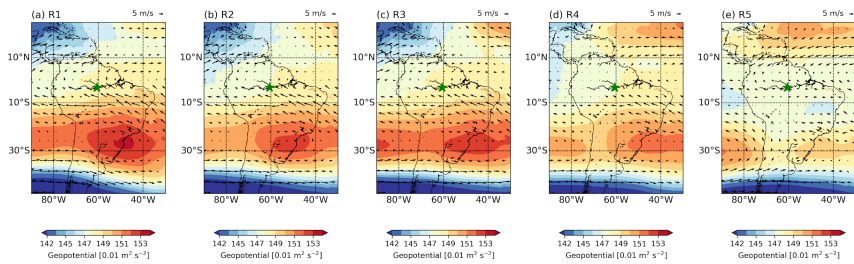 (a) R1 5 m/s (b) R2 5 m/s (c) R3 5 m/s (d) R4 5 m/s (e) R5 5 m/s
10°N 10°N 10°N 10°N 10°N
10°S 10°S 10°S 10°S 10°S
30°S 30°S 30°S 30°S 30°S
80°W 60°W 40°W 80°W 60°W 40°W 80°W 60°W 40°W 80°W 60°W 40°W 80°W 60°W 40°W
142 145 147 149 151 153 142 145 147 149 151 153 142 145 147 149 151 153 142 145 147 149 151 153 142 145 147 149 151 153
Geopotential [0.01 m² s⁻²] Geopotential [0.01 m² s⁻²] Geopotential [0.01 m² s⁻²] Geopotential [0.01 m² s⁻²] Geopotential [0.01 m² s⁻²]